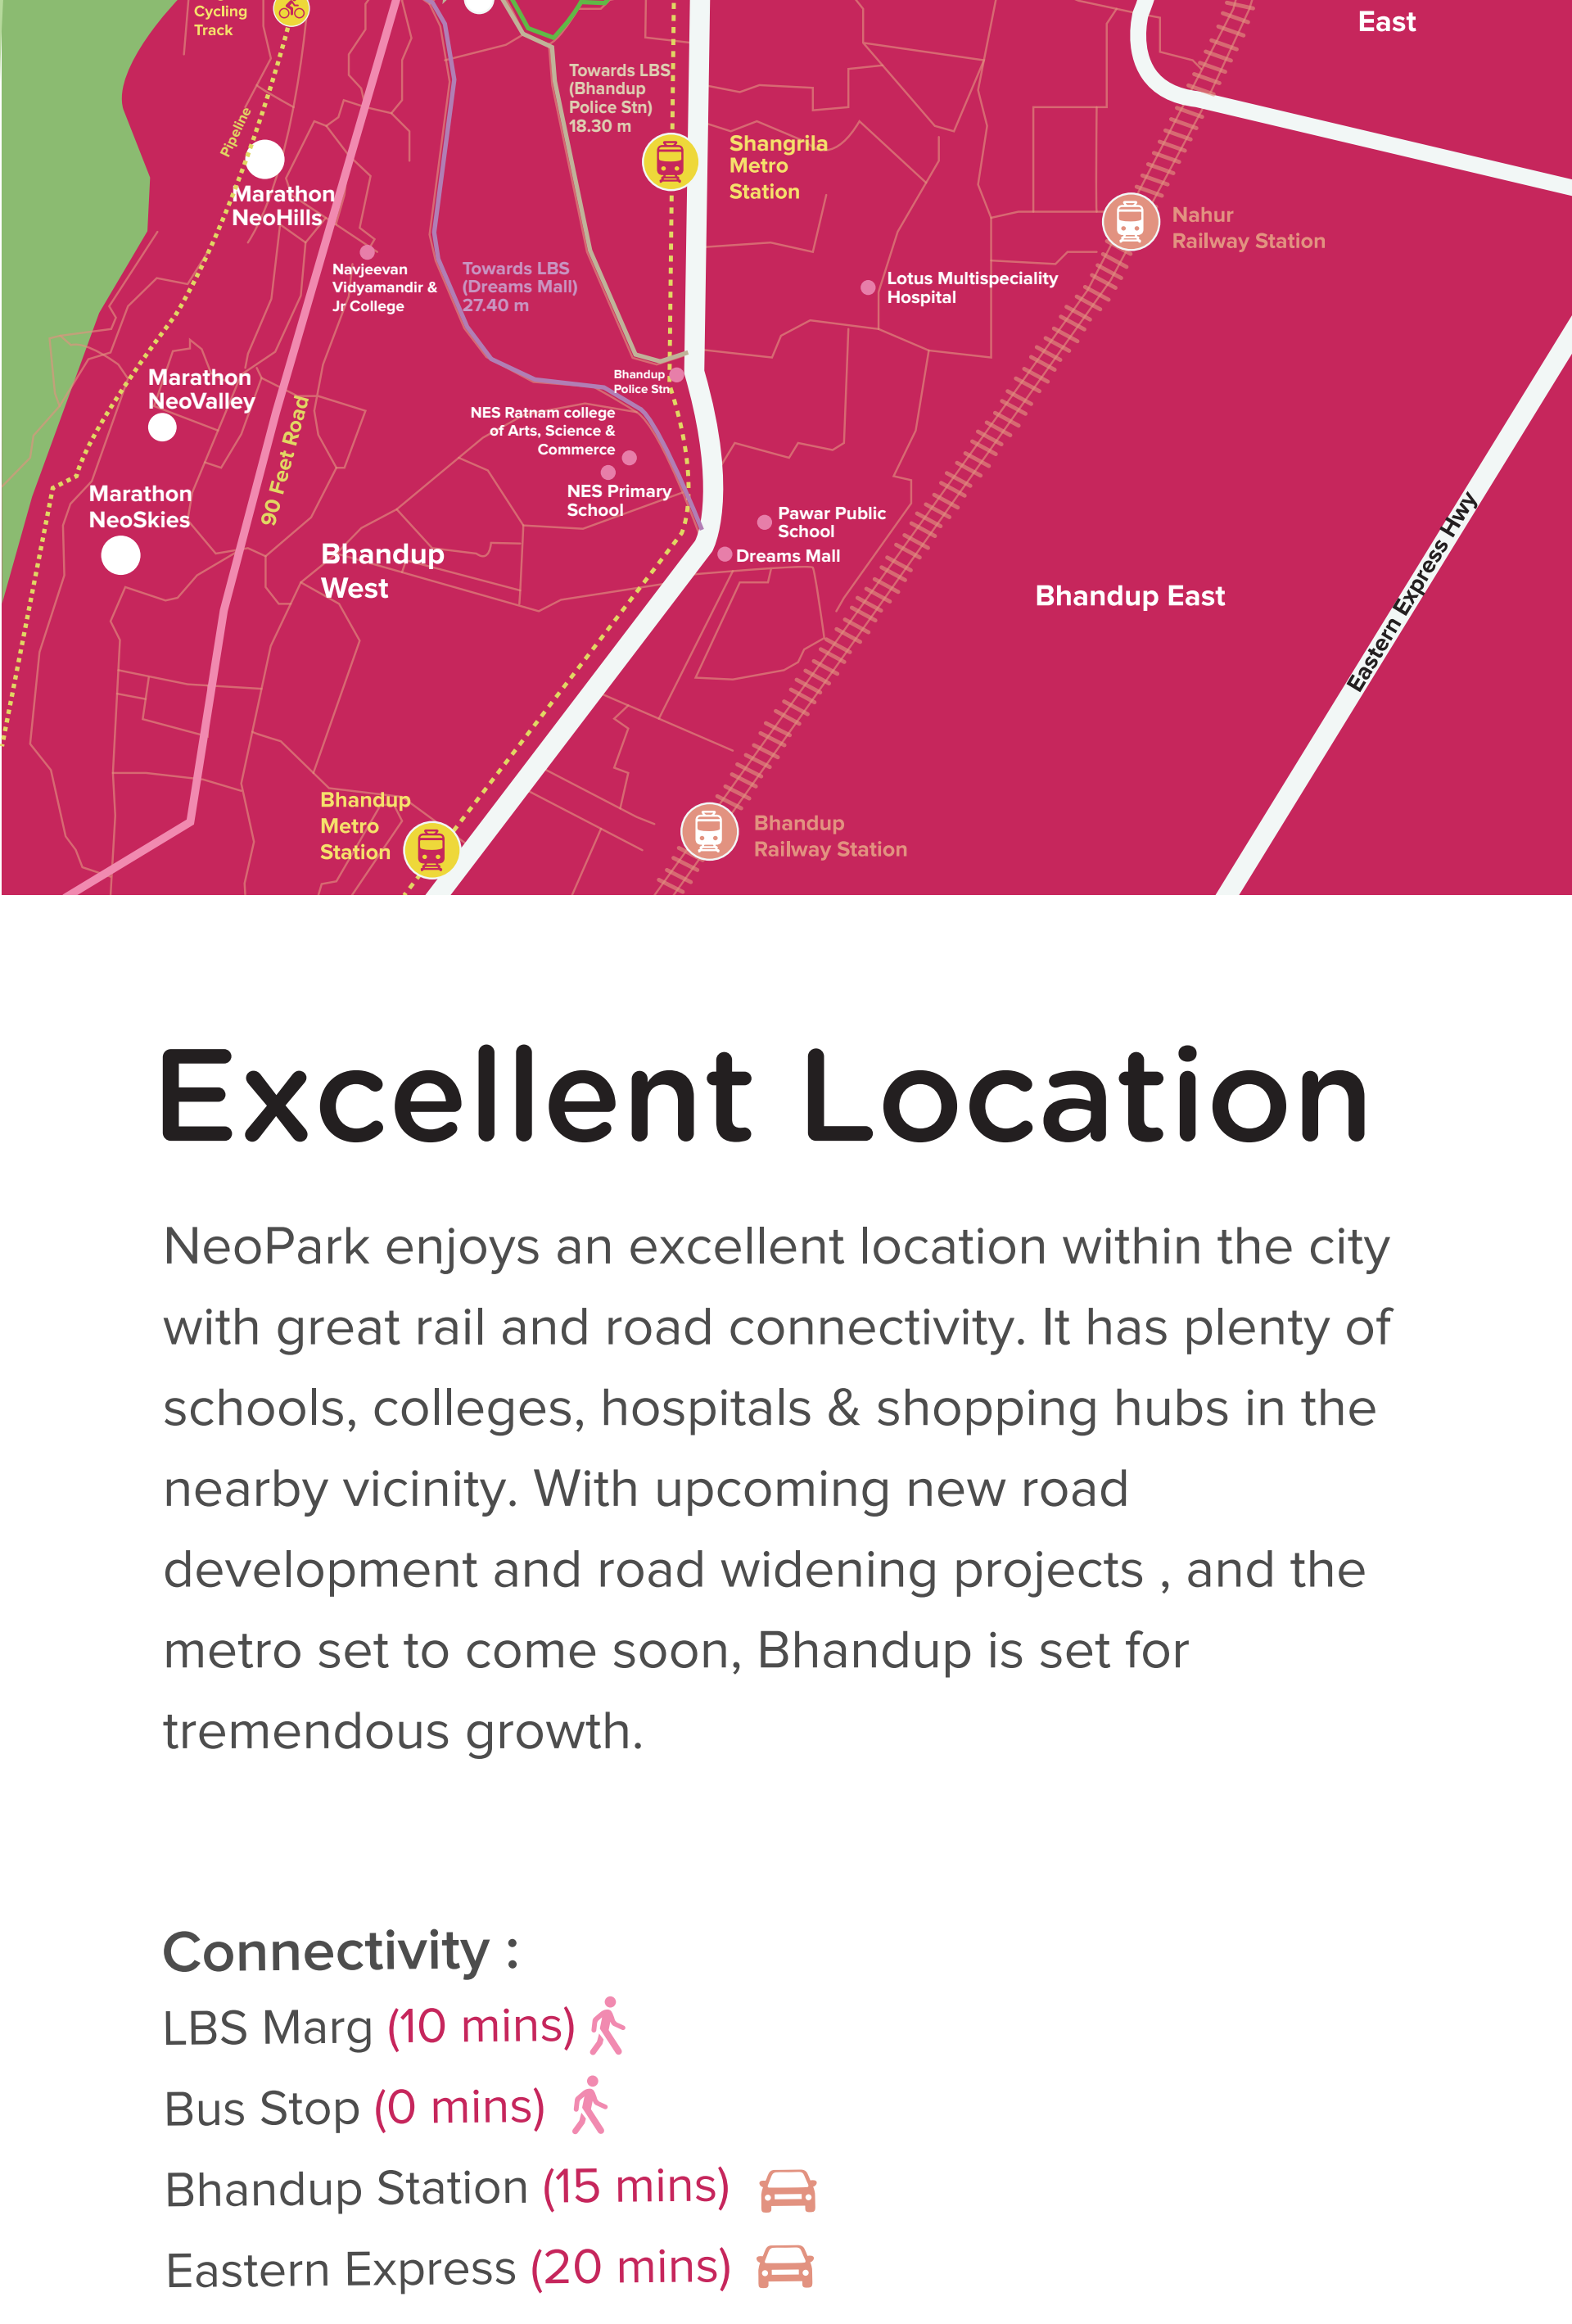 Cycling
Track
East
Pipeline
Towards LBS
(Bhandup
Police Stn)
18.30 m
Shangrila
Metro
Station
Marathon
NeoHills
Nahur
Railway Station
Navjeevan
Vidyamandir &
Jr College
Towards LBS
(Dreams Mall)
27.40 m
Lotus Multispeciality
Hospital
Marathon
NeoValley
Bhandup
Police Stn
90 Feet Road
NES Ratnam college
of Arts, Science &
Commerce
Marathon
NeoSkies
NES Primary
School
Pawar Public
School
Dreams Mall
Bhandup
West
Bhandup East
Eastern Express Hwy
Bhandup
Metro
Station
Bhandup
Railway Station
Excellent Location
NeoPark enjoys an excellent location within the city
with great rail and road connectivity. It has plenty of
schools, colleges, hospitals & shopping hubs in the
nearby vicinity. With upcoming new road
development and road widening projects , and the
metro set to come soon, Bhandup is set for
tremendous growth.
Connectivity :
LBS Marg (10 mins)
Bus Stop (0 mins)
Bhandup Station (15 mins)
Eastern Express (20 mins)